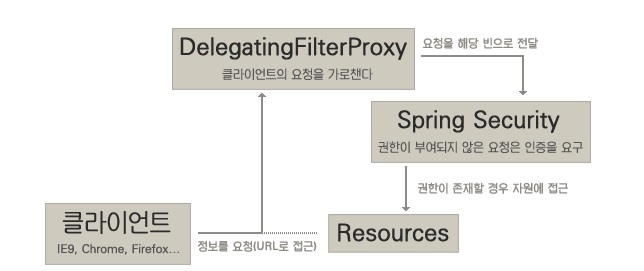 DelegatingFilterProxy
클라이언트의 요청을 가로챈다
요청을 해당 빈으로 전달
Spring Security
권한이 부여되지 않은 요청은 인증을 요구
권한이 존재할 경우 자원에 접근
클라이언트
IE9, Chrome, Firefox...
정보를 요청(URL로 접근)
Resources